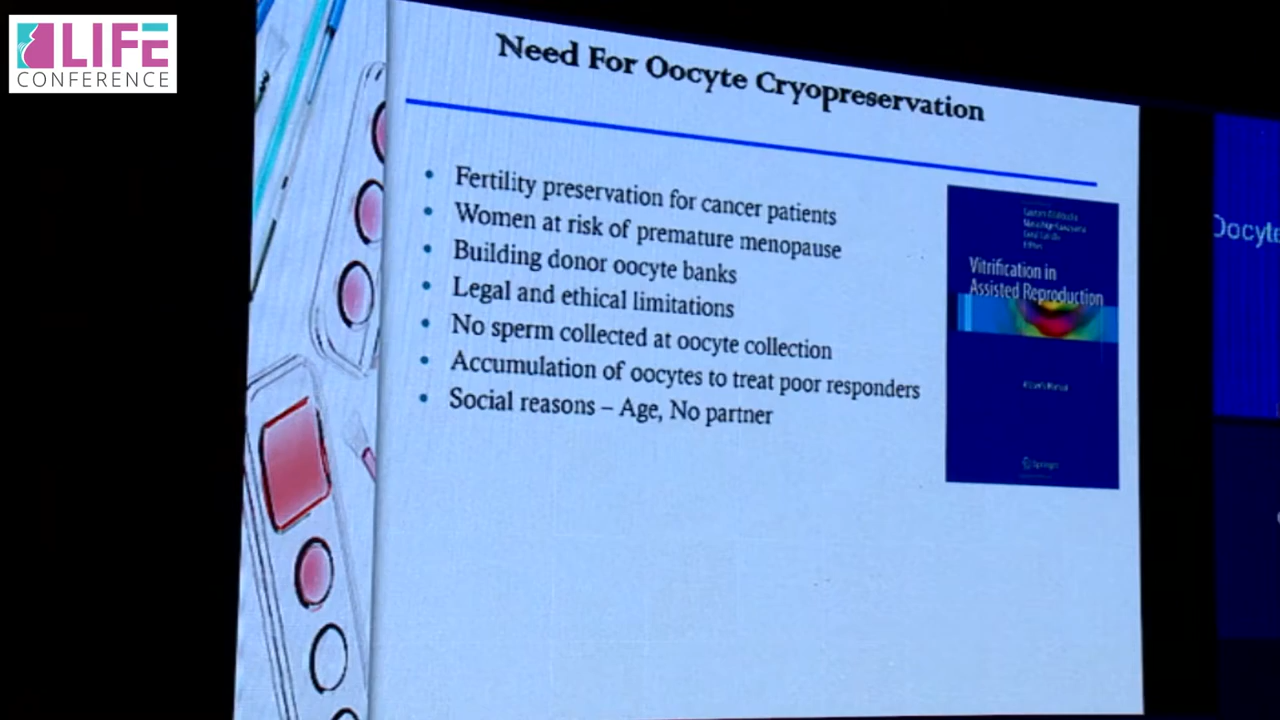 LIFE
CONFERENCE
Need For Oocyte Cryopreservation
• Fertility preservation for cancer patients
• Women at risk of premature menopause
• Building donor oocyte banks
• Legal and ethical limitations
• No sperm collected at oocyte collection
• Accumulation of oocytes to treat poor responders
• Social reasons – Age, No partner
Vitrification in
Assisted Reproduction
Springer
Oocyte